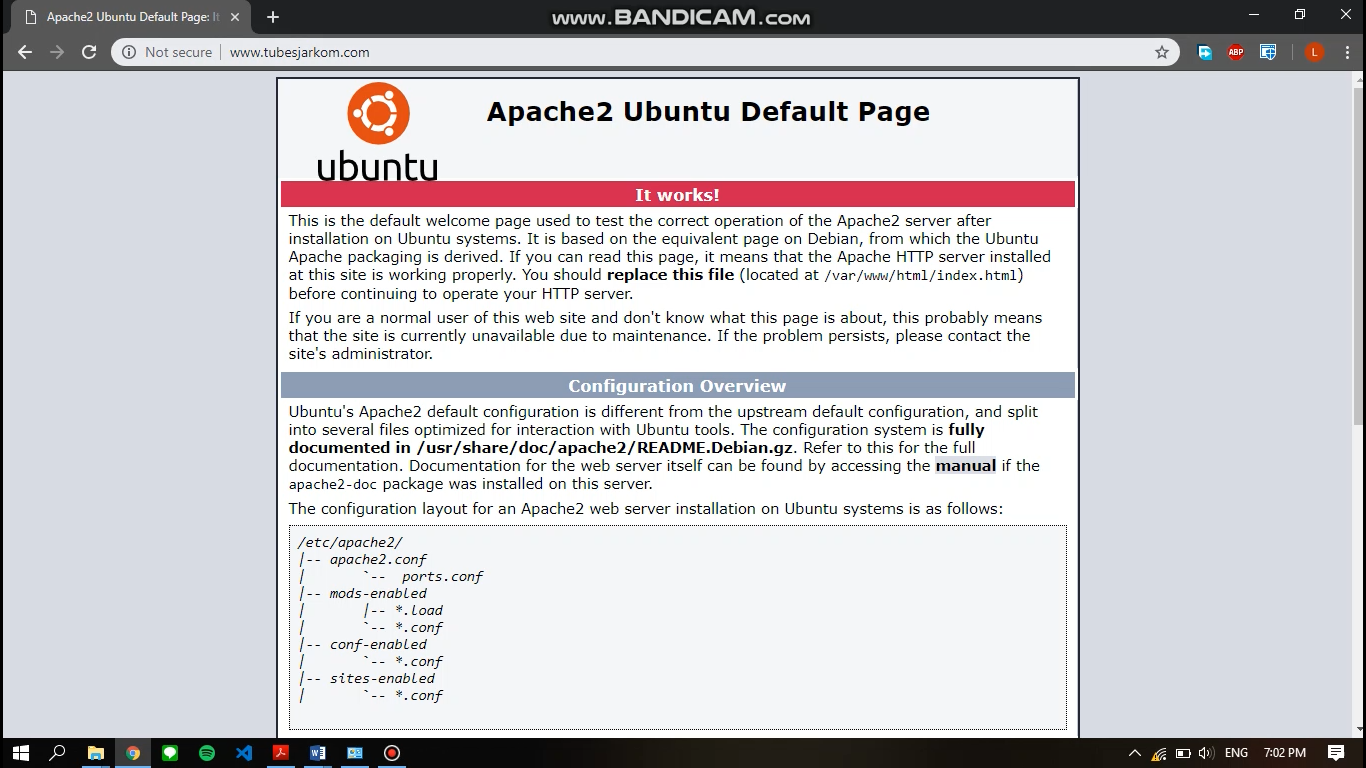 Apache2 Ubuntu Default Page: It
www.BANDICAM.com
Not secure | www.tubesjarkom.com
ABP
L
Apache2 Ubuntu Default Page
ubuntu
It works!
This is the default welcome page used to test the correct operation of the Apache2 server after
installation on Ubuntu systems. It is based on the equivalent page on Debian, from which the Ubuntu
Apache packaging is derived. If you can read this page, it means that the Apache HTTP server installed
at this site is working properly. You should replace this file (located at /var/www/html/index.html)
before continuing to operate your HTTP server.
If you are a normal user of this web site and don't know what this page is about, this probably means
that the site is currently unavailable due to maintenance. If the problem persists, please contact the
site's administrator.
Configuration Overview
Ubuntu's Apache2 default configuration is different from the upstream default configuration, and split
into several files optimized for interaction with Ubuntu tools. The configuration system is fully
documented in /usr/share/doc/apache2/README.Debian.gz. Refer to this for the full
documentation. Documentation for the web server itself can be found by accessing the manual if the
apache2-doc package was installed on this server.
The configuration layout for an Apache2 web server installation on Ubuntu systems is as follows:
/etc/apache2/
|-- apache2.conf
|       `--  ports.conf
|-- mods-enabled
|       |-- *.load
|       `-- *.conf
|-- conf-enabled
|       `-- *.conf
|-- sites-enabled
|       `-- *.conf
ENG 7:02 PM